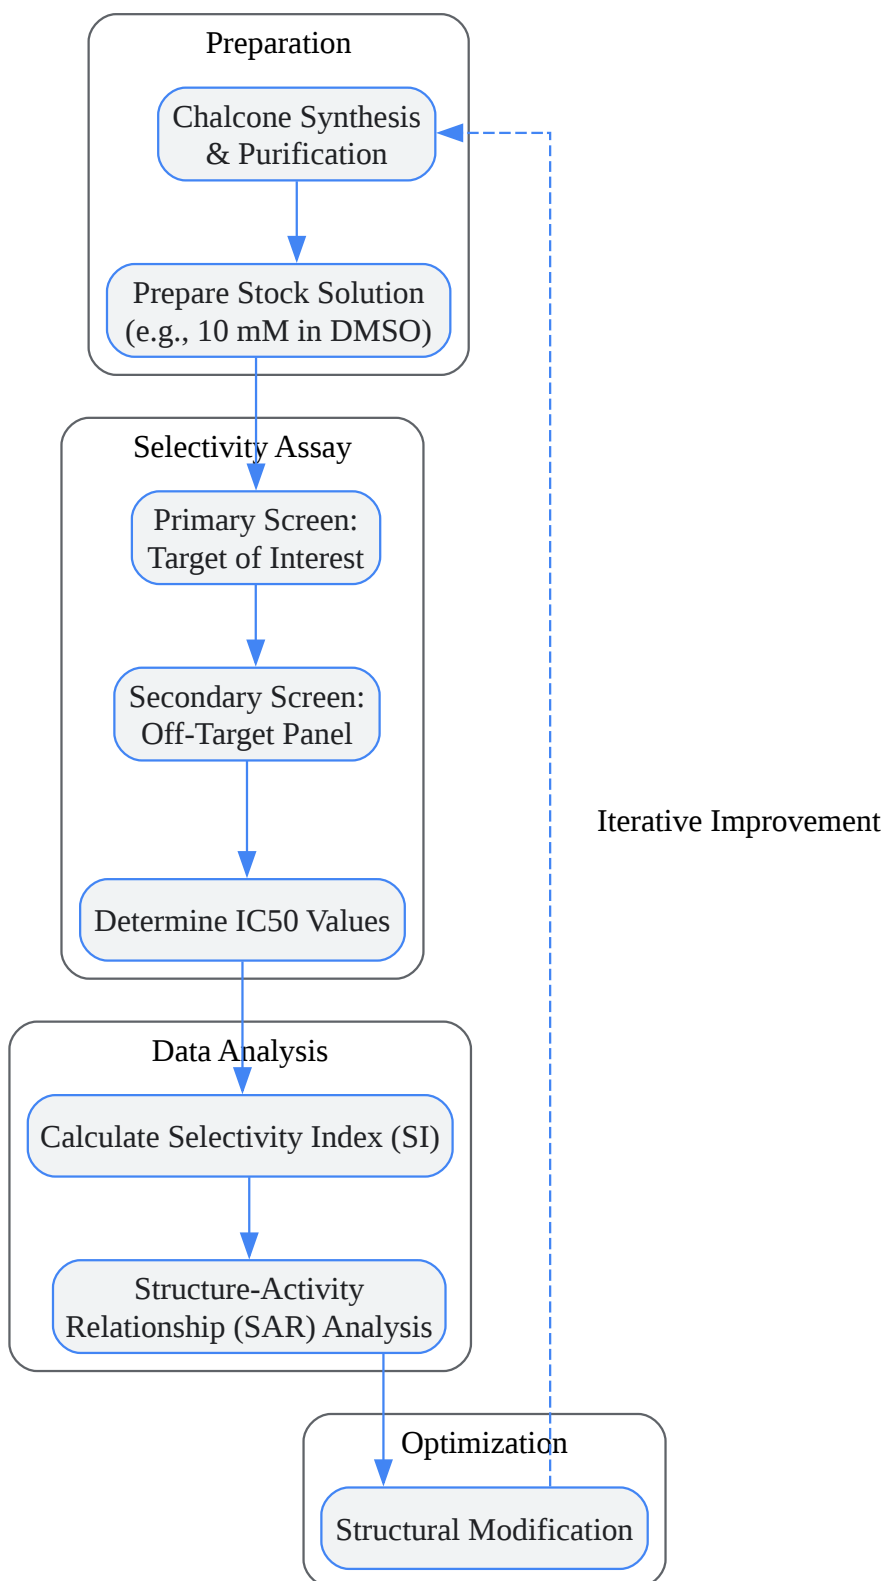 Preparation
Chalcone Synthesis
& Purification
Prepare Stock Solution
(e.g., 10 mM in DMSO)
Selectivity Assay
Primary Screen:
Target of Interest
Secondary Screen:
Off-Target Panel
Iterative Improvement
Determine IC50 Values
Data Analysis
Calculate Selectivity Index (SI)
Structure-Activity
Relationship (SAR) Analysis
Optimization
Structural Modification